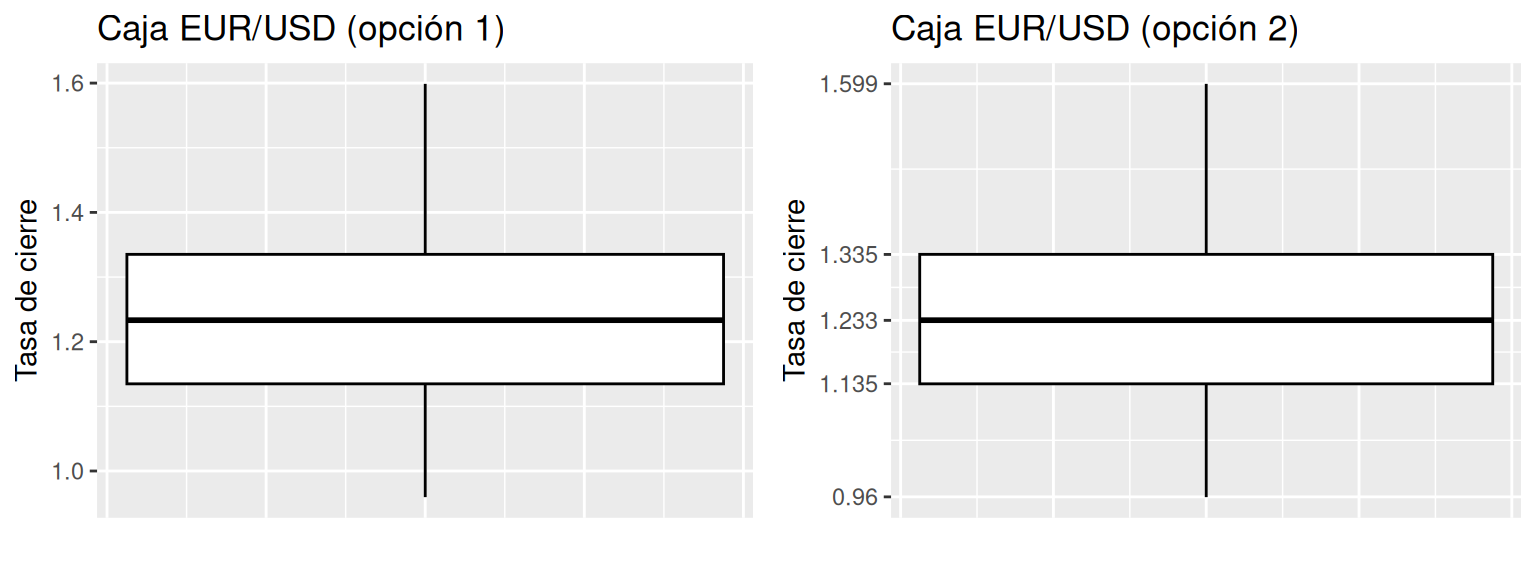 Caja EUR/USD (opción 1)
Tasa de cierre
1.6
1.4
1.2
1.0
Caja EUR/USD (opción 2)
Tasa de cierre
1.599
1.335
1.233
1.135
0.96